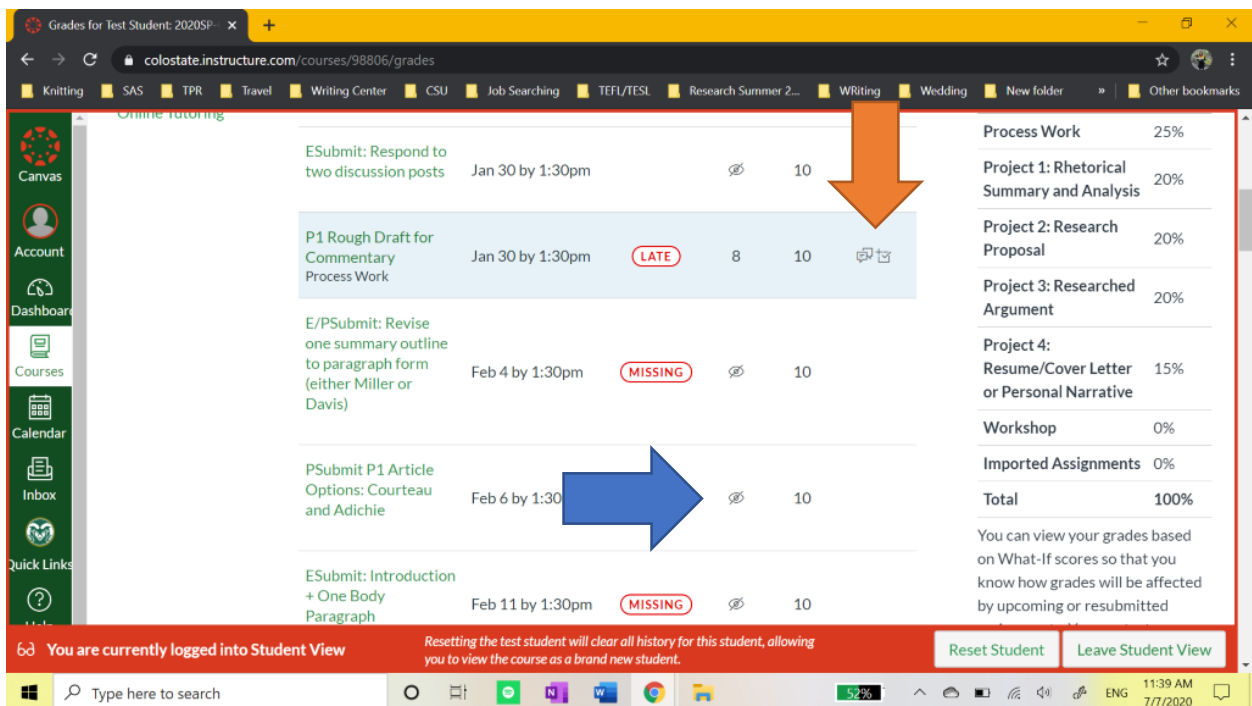 Grades for Test Student: 2020SP-
colostate.instructure.com/courses/98806/grades
Knitting SAS TPR Travel Writing Center CSU Job Searching TEFL/TESL Research Summer 2... WRiting Wedding New folder » Other bookmarks
Canvas
Account
Dashboard
Courses
Calendar
Inbox
Quick Links
Help
Online Tutoring
ESubmit: Respond to
two discussion posts Jan 30 by 1:30pm 10
P1 Rough Draft for
Commentary Jan 30 by 1:30pm LATE 8 10
Process Work
E/PSubmit: Revise
one summary outline
to paragraph form
(either Miller or Feb 4 by 1:30pm MISSING 10
Davis)
PSubmit P1 Article
Options: Courteau Feb 6 by 1:30 10
and Adichie
ESubmit: Introduction
+ One Body Feb 11 by 1:30pm MISSING 10
Paragraph
Process Work 25%
Project 1: Rhetorical
Summary and Analysis 20%
Project 2: Research
Proposal 20%
Project 3: Researched
Argument 20%
Project 4:
Resume/Cover Letter 15%
or Personal Narrative
Workshop 0%
Imported Assignments 0%
Total 100%
You can view your grades based
on What-If scores so that you
know how grades will be affected
by upcoming or resubmitted
You are currently logged into Student View
Resetting the test student will clear all history for this student, allowing
you to view the course as a brand new student.
Reset Student Leave Student View
Type here to search
52%
ENG
11:39 AM
7/7/2020